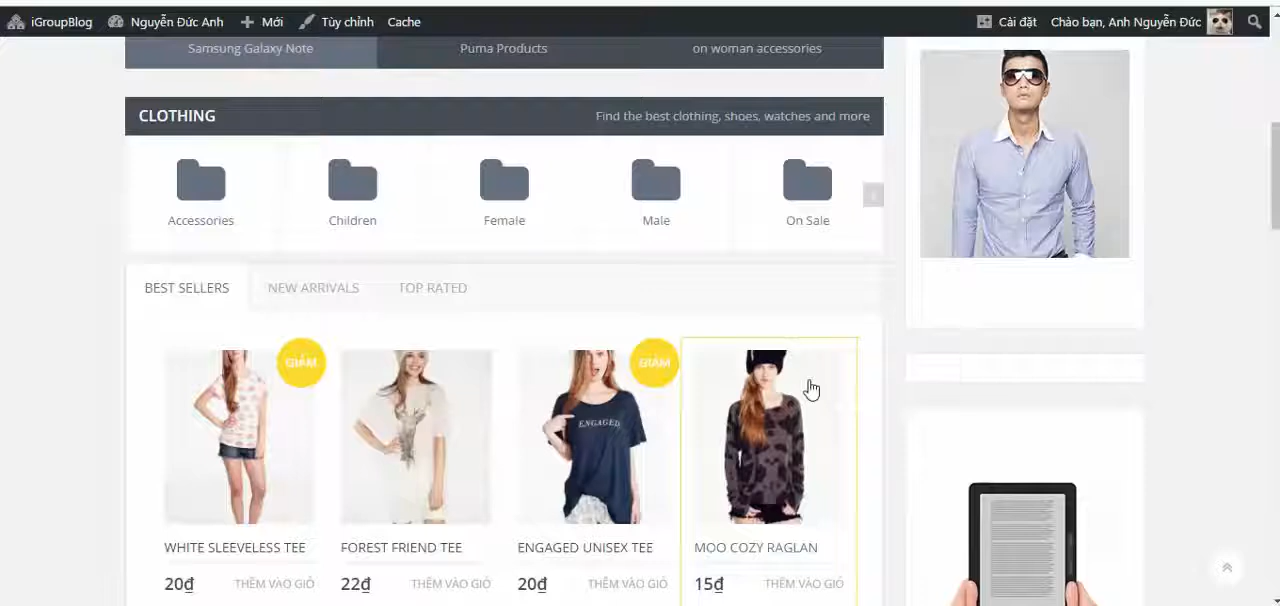 iGroupBlog Nguyễn Đức Anh Mới Tùy chỉnh Cache Cài đặt Chào bạn, Anh Nguyễn Đức
Samsung Galaxy Note Puma Products on woman accessories
CLOTHING Find the best clothing, shoes, watches and more
Accessories Children Female Male On Sale
BEST SELLERS NEW ARRIVALS TOP RATED
GIẢM GIẢM
ENGAGED
WHITE SLEEVELESS TEE FOREST FRIEND TEE ENGAGED UNISEX TEE MOO COZY RAGLAN
20₫ THÊM VÀO GIỎ 22₫ THÊM VÀO GIỎ 20₫ THÊM VÀO GIỎ 15₫ THÊM VÀO GIỎ